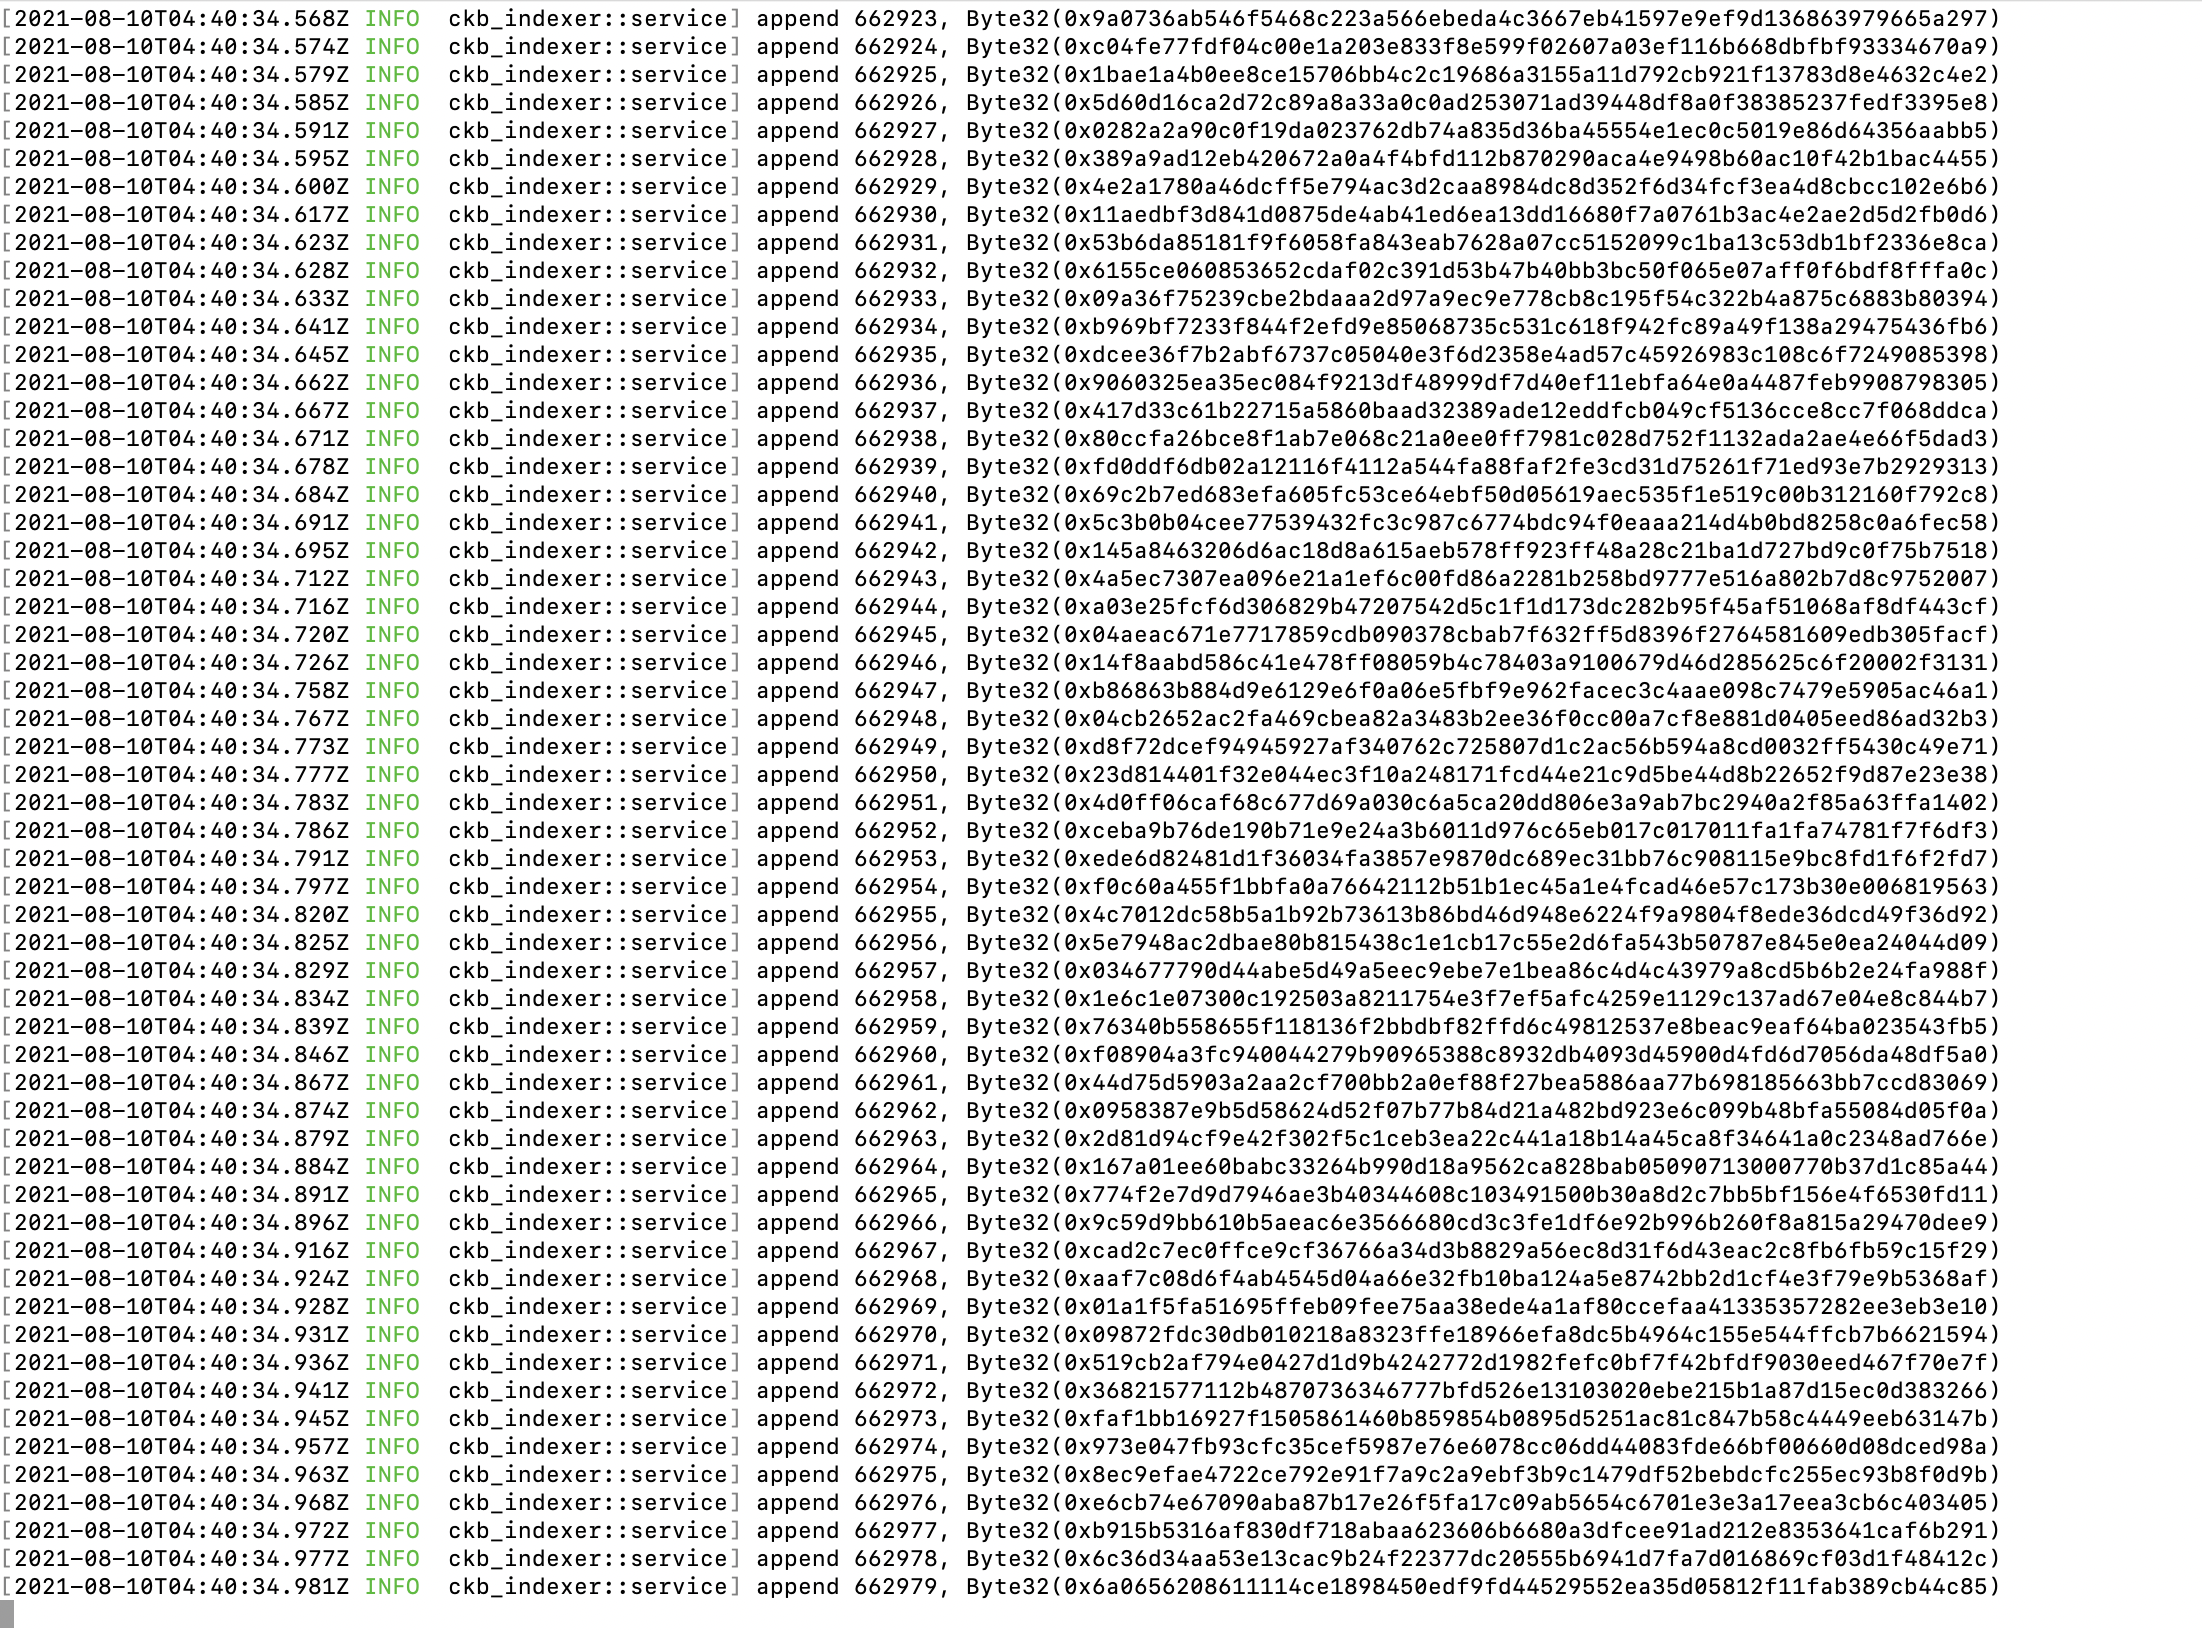 [2021-08-10T04:40:34.568Z INFO  ckb_indexer::service] append 662923, Byte32(0x9a0736ab546f5468c223a566ebeda4c3667eb41597e9ef9d136863979665a297)
[2021-08-10T04:40:34.574Z INFO  ckb_indexer::service] append 662924, Byte32(0xc04fe77fdf04c00e1a203e833f8e599f02607a03ef116b668dbfbf93334670a9)
[2021-08-10T04:40:34.579Z INFO  ckb_indexer::service] append 662925, Byte32(0x1bae1a4b0ee8ce15706bb4c2c19686a3155a11d792cb921f13783d8e4632c4e2)
[2021-08-10T04:40:34.585Z INFO  ckb_indexer::service] append 662926, Byte32(0x5d60d16ca2d72c89a8a33a0c0ad253071ad39448df8a0f38385237fedf3395e8)
[2021-08-10T04:40:34.591Z INFO  ckb_indexer::service] append 662927, Byte32(0x0282a2a90c0f19da023762db74a835d36ba45554e1ec0c5019e86d64356aabb5)
[2021-08-10T04:40:34.595Z INFO  ckb_indexer::service] append 662928, Byte32(0x389a9ad12eb420672a0a4f4bfd112b870290aca4e9498b60ac10f42b1bac4455)
[2021-08-10T04:40:34.600Z INFO  ckb_indexer::service] append 662929, Byte32(0x4e2a1780a46dcff5e794ac3d2caa8984dc8d352f6d34fcf3ea4d8cbcc102e6b6)
[2021-08-10T04:40:34.617Z INFO  ckb_indexer::service] append 662930, Byte32(0x11aedbf3d841d0875de4ab41ed6ea13dd16680f7a0761b3ac4e2ae2d5d2fb0d6)
[2021-08-10T04:40:34.623Z INFO  ckb_indexer::service] append 662931, Byte32(0x53b6da85181f9f6058fa843eab7628a07cc5152099c1ba13c53db1bf2336e8ca)
[2021-08-10T04:40:34.628Z INFO  ckb_indexer::service] append 662932, Byte32(0x6155ce060853652cdaf02c391d53b47b40bb3bc50f065e07aff0f6bdf8fffa0c)
[2021-08-10T04:40:34.633Z INFO  ckb_indexer::service] append 662933, Byte32(0x09a36f75239cbe2bdaaa2d97a9ec9e778cb8c195f54c322b4a875c6883b80394)
[2021-08-10T04:40:34.641Z INFO  ckb_indexer::service] append 662934, Byte32(0xb969bf7233f844f2efd9e85068735c531c618f942fc89a49f138a29475436fb6)
[2021-08-10T04:40:34.645Z INFO  ckb_indexer::service] append 662935, Byte32(0xdcee36f7b2abf6737c05040e3f6d2358e4ad57c45926983c108c6f7249085398)
[2021-08-10T04:40:34.662Z INFO  ckb_indexer::service] append 662936, Byte32(0x9060325ea35ec084f9213df48999df7d40ef11ebfa64e0a4487feb9908798305)
[2021-08-10T04:40:34.667Z INFO  ckb_indexer::service] append 662937, Byte32(0x417d33c61b22715a5860baad32389ade12eddfcb049cf5136cce8cc7f068ddca)
[2021-08-10T04:40:34.671Z INFO  ckb_indexer::service] append 662938, Byte32(0x80ccfa26bce8f1ab7e068c21a0ee0ff7981c028d752f1132ada2ae4e66f5dad3)
[2021-08-10T04:40:34.678Z INFO  ckb_indexer::service] append 662939, Byte32(0xfd0ddf6db02a12116f4112a544fa88faf2fe3cd31d75261f71ed93e7b2929313)
[2021-08-10T04:40:34.684Z INFO  ckb_indexer::service] append 662940, Byte32(0x69c2b7ed683efa605fc53ce64ebf50d05619aec535f1e519c00b312160f792c8)
[2021-08-10T04:40:34.691Z INFO  ckb_indexer::service] append 662941, Byte32(0x5c3b0b04cee77539432fc3c987c6774bdc94f0eaaa214d4b0bd8258c0a6fec58)
[2021-08-10T04:40:34.695Z INFO  ckb_indexer::service] append 662942, Byte32(0x145a8463206d6ac18d8a615aeb578ff923ff48a28c21ba1d727bd9c0f75b7518)
[2021-08-10T04:40:34.712Z INFO  ckb_indexer::service] append 662943, Byte32(0x4a5ec7307ea096e21a1ef6c00fd86a2281b258bd9777e516a802b7d8c9752007)
[2021-08-10T04:40:34.716Z INFO  ckb_indexer::service] append 662944, Byte32(0xa03e25fcf6d306829b47207542d5c1f1d173dc282b95f45af51068af8df443cf)
[2021-08-10T04:40:34.720Z INFO  ckb_indexer::service] append 662945, Byte32(0x04aeac671e7717859cdb090378cbab7f632ff5d8396f2764581609edb305facf)
[2021-08-10T04:40:34.726Z INFO  ckb_indexer::service] append 662946, Byte32(0x14f8aabd586c41e478ff08059b4c78403a9100679d46d285625c6f20002f3131)
[2021-08-10T04:40:34.758Z INFO  ckb_indexer::service] append 662947, Byte32(0xb86863b884d9e6129e6f0a06e5fbf9e962facec3c4aae098c7479e5905ac46a1)
[2021-08-10T04:40:34.767Z INFO  ckb_indexer::service] append 662948, Byte32(0x04cb2652ac2fa469cbea82a3483b2ee36f0cc00a7cf8e881d0405eed86ad32b3)
[2021-08-10T04:40:34.773Z INFO  ckb_indexer::service] append 662949, Byte32(0xd8f72dcef94945927af340762c725807d1c2ac56b594a8cd0032ff5430c49e71)
[2021-08-10T04:40:34.777Z INFO  ckb_indexer::service] append 662950, Byte32(0x23d814401f32e044ec3f10a248171fcd44e21c9d5be44d8b22652f9d87e23e38)
[2021-08-10T04:40:34.783Z INFO  ckb_indexer::service] append 662951, Byte32(0x4d0ff06caf68c677d69a030c6a5ca20dd806e3a9ab7bc2940a2f85a63ffa1402)
[2021-08-10T04:40:34.786Z INFO  ckb_indexer::service] append 662952, Byte32(0xceba9b76de190b71e9e24a3b6011d976c65eb017c017011fa1fa74781f7f6df3)
[2021-08-10T04:40:34.791Z INFO  ckb_indexer::service] append 662953, Byte32(0xede6d82481d1f36034fa3857e9870dc689ec31bb76c908115e9bc8fd1f6f2fd7)
[2021-08-10T04:40:34.797Z INFO  ckb_indexer::service] append 662954, Byte32(0xf0c60a455f1bbfa0a76642112b51b1ec45a1e4fcad46e57c173b30e006819563)
[2021-08-10T04:40:34.820Z INFO  ckb_indexer::service] append 662955, Byte32(0x4c7012dc58b5a1b92b73613b86bd46d948e6224f9a9804f8ede36dcd49f36d92)
[2021-08-10T04:40:34.825Z INFO  ckb_indexer::service] append 662956, Byte32(0x5e7948ac2dbae80b815438c1e1cb17c55e2d6fa543b50787e845e0ea24044d09)
[2021-08-10T04:40:34.829Z INFO  ckb_indexer::service] append 662957, Byte32(0x034677790d44abe5d49a5eec9ebe7e1bea86c4d4c43979a8cd5b6b2e24fa988f)
[2021-08-10T04:40:34.834Z INFO  ckb_indexer::service] append 662958, Byte32(0x1e6c1e07300c192503a8211754e3f7ef5afc4259e1129c137ad67e04e8c844b7)
[2021-08-10T04:40:34.839Z INFO  ckb_indexer::service] append 662959, Byte32(0x76340b558655f118136f2bbdbf82ffd6c49812537e8beac9eaf64ba023543fb5)
[2021-08-10T04:40:34.846Z INFO  ckb_indexer::service] append 662960, Byte32(0xf08904a3fc940044279b90965388c8932db4093d45900d4fd6d7056da48df5a0)
[2021-08-10T04:40:34.867Z INFO  ckb_indexer::service] append 662961, Byte32(0x44d75d5903a2aa2cf700bb2a0ef88f27bea5886aa77b698185663bb7ccd83069)
[2021-08-10T04:40:34.874Z INFO  ckb_indexer::service] append 662962, Byte32(0x0958387e9b5d58624d52f07b77b84d21a482bd923e6c099b48bfa55084d05f0a)
[2021-08-10T04:40:34.879Z INFO  ckb_indexer::service] append 662963, Byte32(0x2d81d94cf9e42f302f5c1ceb3ea22c441a18b14a45ca8f34641a0c2348ad766e)
[2021-08-10T04:40:34.884Z INFO  ckb_indexer::service] append 662964, Byte32(0x167a01ee60babc33264b990d18a9562ca828bab05090713000770b37d1c85a44)
[2021-08-10T04:40:34.891Z INFO  ckb_indexer::service] append 662965, Byte32(0x774f2e7d9d7946ae3b40344608c103491500b30a8d2c7bb5bf156e4f6530fd11)
[2021-08-10T04:40:34.896Z INFO  ckb_indexer::service] append 662966, Byte32(0x9c59d9bb610b5aeac6e3566680cd3c3fe1df6e92b996b260f8a815a29470dee9)
[2021-08-10T04:40:34.916Z INFO  ckb_indexer::service] append 662967, Byte32(0xcad2c7ec0ffce9cf36766a34d3b8829a56ec8d31f6d43eac2c8fb6fb59c15f29)
[2021-08-10T04:40:34.924Z INFO  ckb_indexer::service] append 662968, Byte32(0xaaf7c08d6f4ab4545d04a66e32fb10ba124a5e8742bb2d1cf4e3f79e9b5368af)
[2021-08-10T04:40:34.928Z INFO  ckb_indexer::service] append 662969, Byte32(0x01a1f5fa51695ffeb09fee75aa38ede4a1af80ccefaa41335357282ee3eb3e10)
[2021-08-10T04:40:34.931Z INFO  ckb_indexer::service] append 662970, Byte32(0x09872fdc30db010218a8323ffe18966efa8dc5b4964c155e544ffcb7b6621594)
[2021-08-10T04:40:34.936Z INFO  ckb_indexer::service] append 662971, Byte32(0x519cb2af794e0427d1d9b4242772d1982fefc0bf7f42bfdf9030eed467f70e7f)
[2021-08-10T04:40:34.941Z INFO  ckb_indexer::service] append 662972, Byte32(0x36821577112b4870736346777bfd526e13103020ebe215b1a87d15ec0d383266)
[2021-08-10T04:40:34.945Z INFO  ckb_indexer::service] append 662973, Byte32(0xfaf1bb16927f1505861460b859854b0895d5251ac81c847b58c4449eeb63147b)
[2021-08-10T04:40:34.957Z INFO  ckb_indexer::service] append 662974, Byte32(0x973e047fb93cfc35cef5987e76e6078cc06dd44083fde66bf00660d08dced98a)
[2021-08-10T04:40:34.963Z INFO  ckb_indexer::service] append 662975, Byte32(0x8ec9efae4722ce792e91f7a9c2a9ebf3b9c1479df52bebdcfc255ec93b8f0d9b)
[2021-08-10T04:40:34.968Z INFO  ckb_indexer::service] append 662976, Byte32(0xe6cb74e67090aba87b17e26f5fa17c09ab5654c6701e3e3a17eea3cb6c403405)
[2021-08-10T04:40:34.972Z INFO  ckb_indexer::service] append 662977, Byte32(0xb915b5316af830df718abaa623606b6680a3dfcee91ad212e8353641caf6b291)
[2021-08-10T04:40:34.977Z INFO  ckb_indexer::service] append 662978, Byte32(0x6c36d34aa53e13cac9b24f22377dc20555b6941d7fa7d016869cf03d1f48412c)
[2021-08-10T04:40:34.981Z INFO  ckb_indexer::service] append 662979, Byte32(0x6a0656208611114ce1898450edf9fd44529552ea35d05812f11fab389cb44c85)